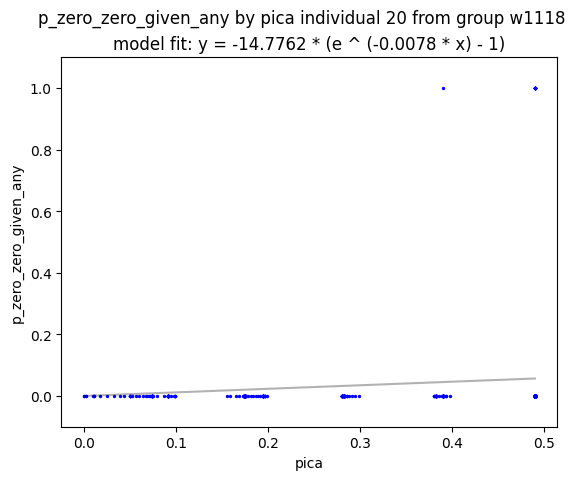 p_zero_zero_given_any by pica individual 20 from group w1118
model fit: y = -14.7762 * (e ^ (-0.0078 * x) - 1)
p_zero_zero_given_any
1.0
0.8
0.6
0.4
0.2
0.0
0.0 0.1 0.2 0.3 0.4 0.5
pica